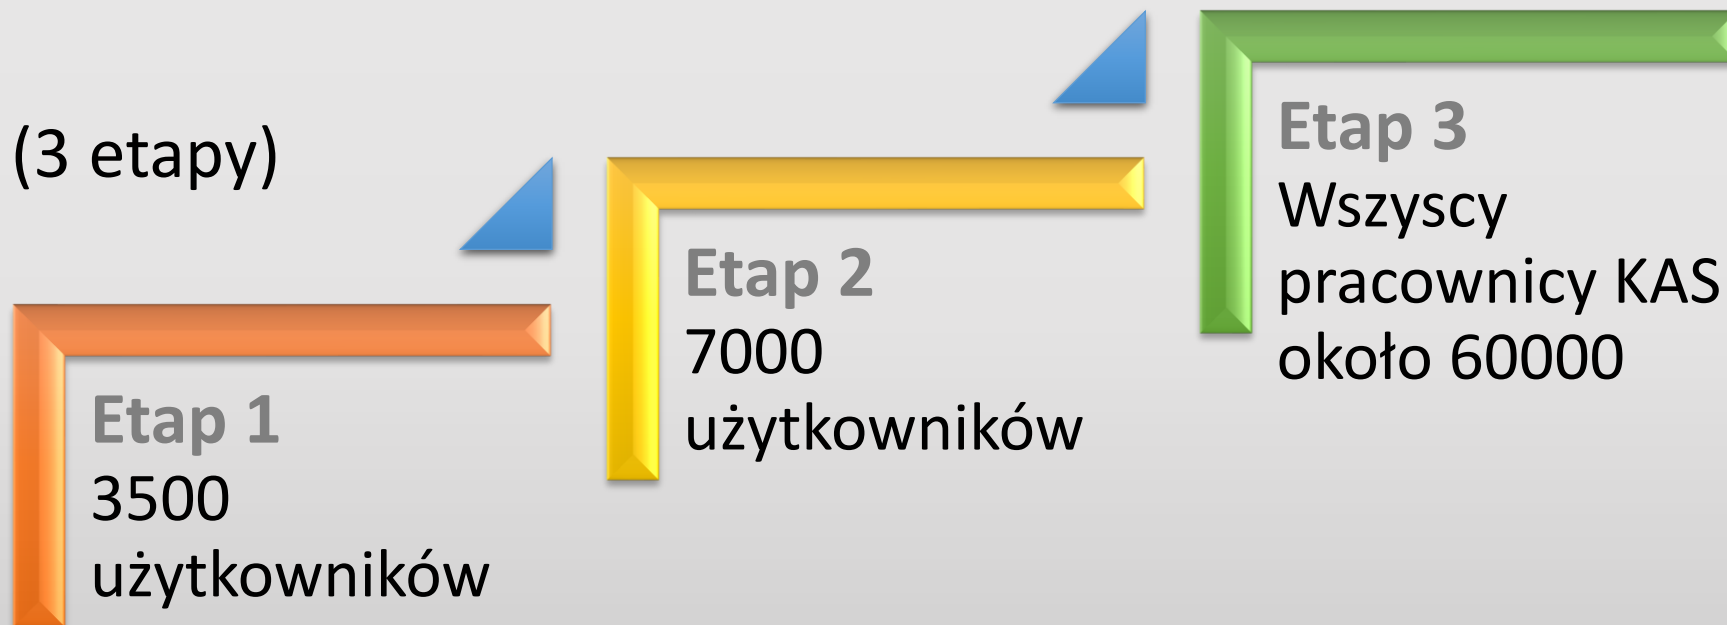 (3 etapy)
Etap 1
3500
użytkowników
Etap 2
7000
użytkowników
Etap 3
Wszyscy
pracownicy KAS
około 60000